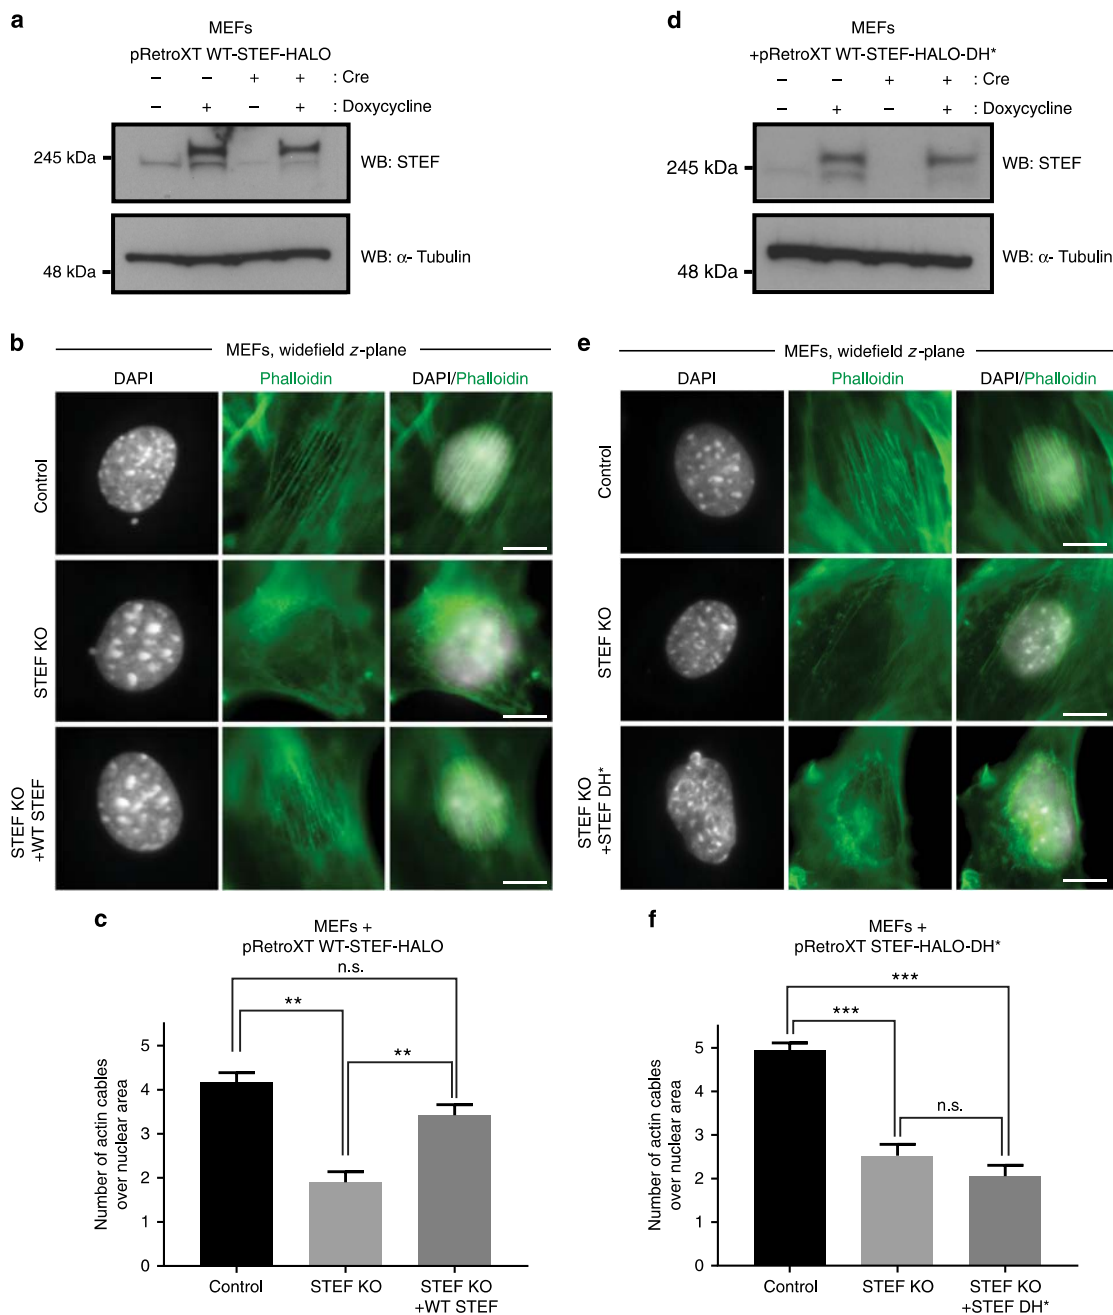 a
MEFs
pRetroXT WT-STEF-HALO
– – + + : Cre
– + – + : Doxycycline
245 kDa
WB: STEF
48 kDa
WB: α- Tubulin
d
MEFs
+pRetroXT WT-STEF-HALO-DH*
– – + + : Cre
– + – + : Doxycycline
245 kDa
WB: STEF
48 kDa
WB: α- Tubulin
b
MEFs, widefield z-plane
DAPI
Phalloidin
DAPI/Phalloidin
Control
STEF KO
STEF KO
+WT STEF
e
MEFs, widefield z-plane
DAPI
Phalloidin
DAPI/Phalloidin
Control
STEF KO
STEF KO
+STEF DH*
c
MEFs +
pRetroXT WT-STEF-HALO
n.s.
**
**
Number of actin cables
over nuclear area
5
4
3
2
1
0
Control
STEF KO
STEF KO
+WT STEF
f
MEFs +
pRetroXT STEF-HALO-DH*
***
***
n.s.
Number of actin cables
over nuclear area
5
4
3
2
1
0
Control
STEF KO
STEF KO
+STEF DH*